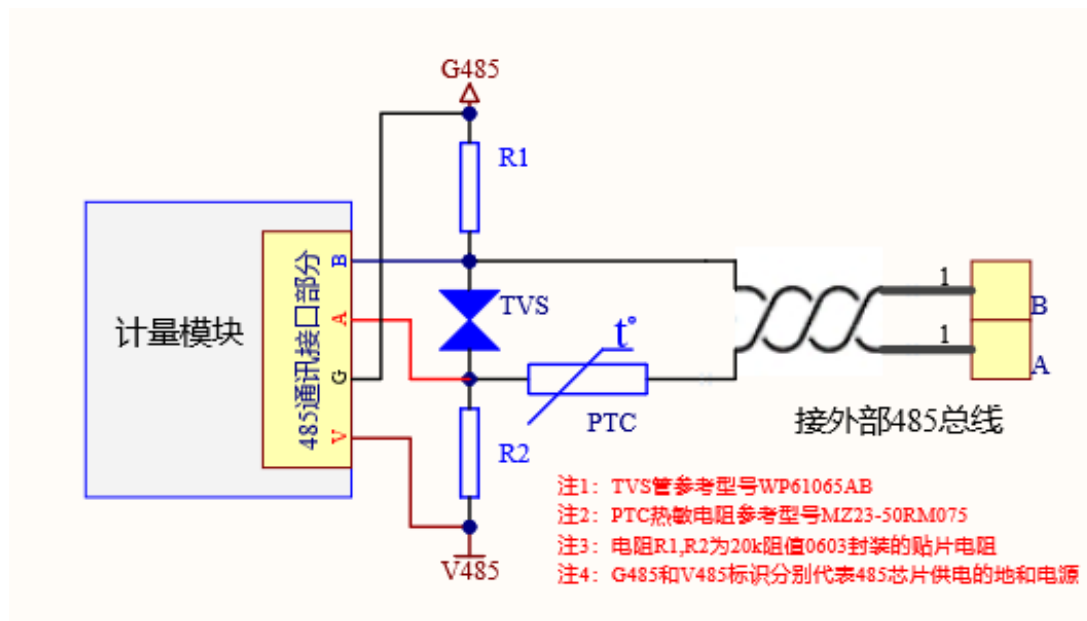 G485
R1
485通讯接口部分
B
A
G
V
计量模块
TVS
t°
PTC
R2
V485
1
B
1
A
接外部485总线
注1：TVS管参考型号WP61065AB
注2：PTC热敏电阻参考型号MZ23-50RM075
注3：电阻R1,R2为20k阻值0603封装的贴片电阻
注4：G485和V485标识分别代表485芯片供电的地和电源